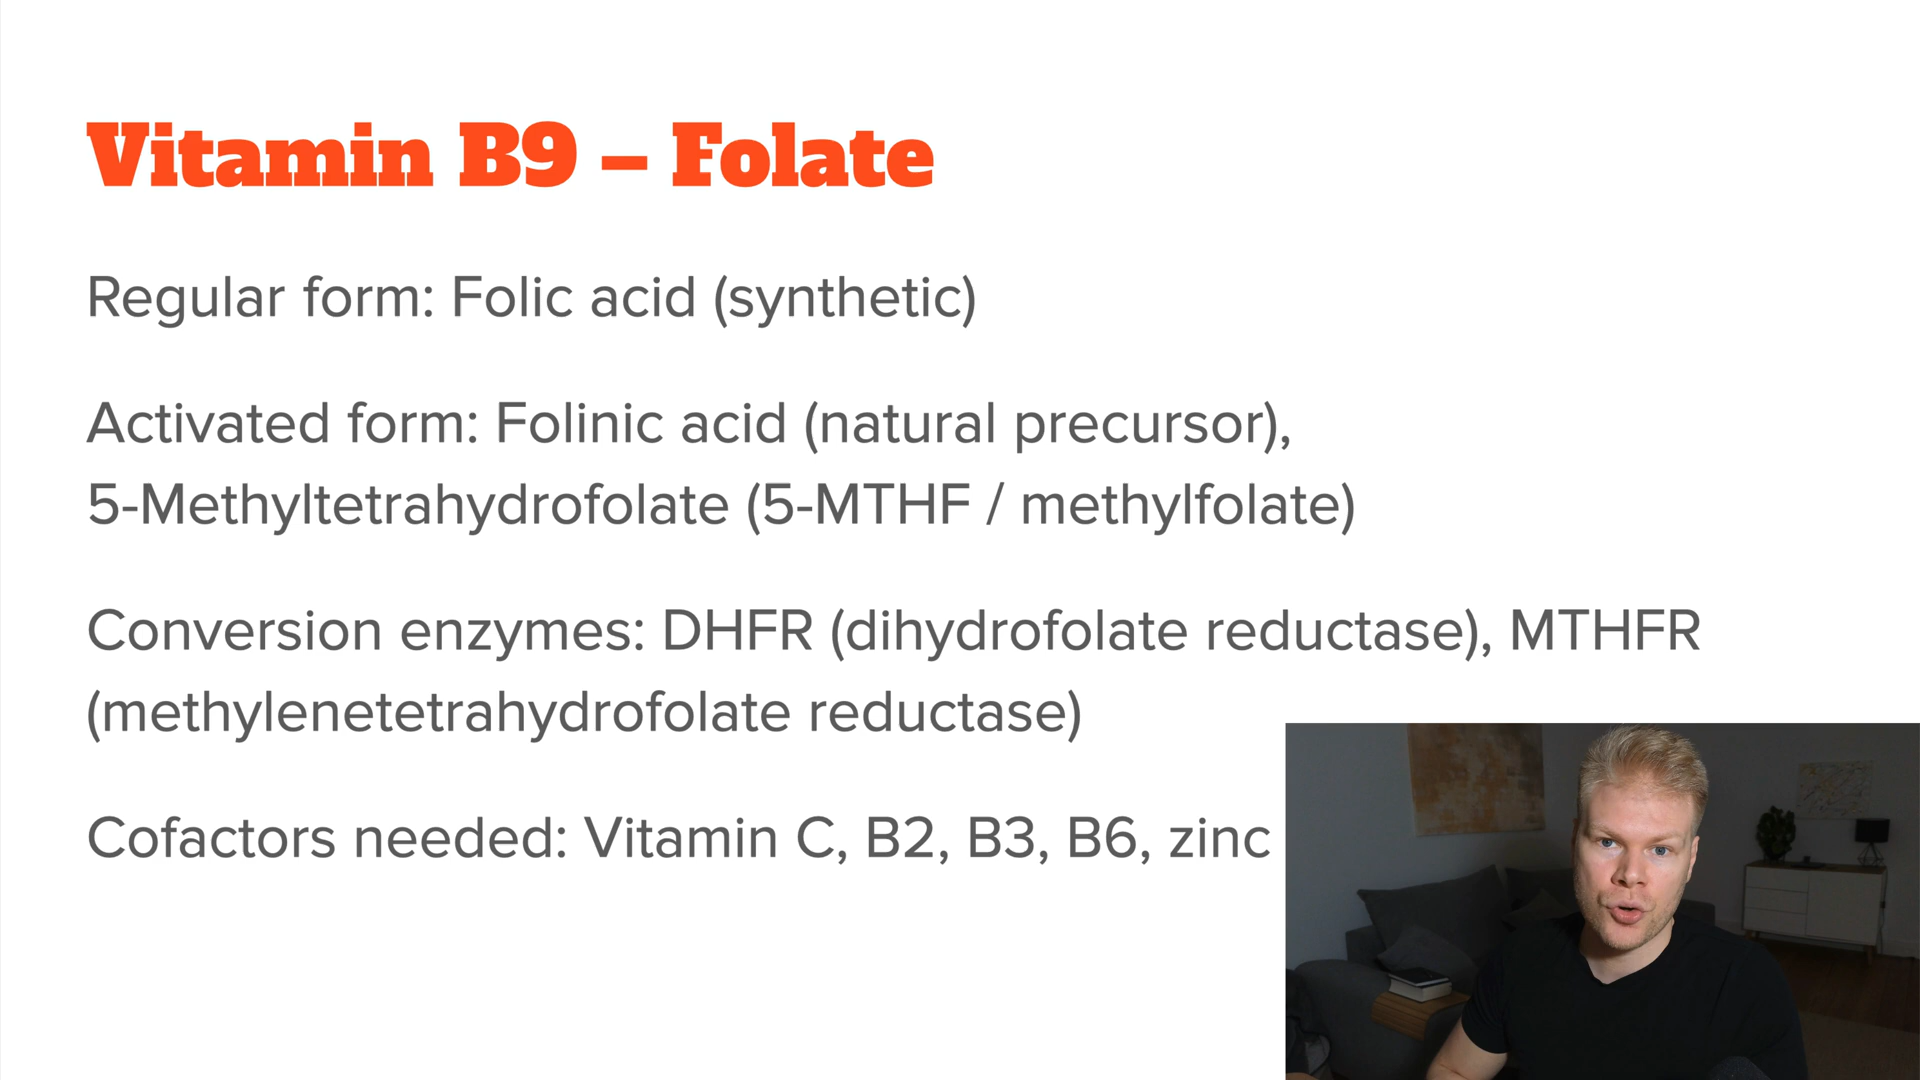 Vitamin B9 – Folate
Regular form: Folic acid (synthetic)
Activated form: Folinic acid (natural precursor),
5-Methyltetrahydrofolate (5-MTHF / methylfolate)
Conversion enzymes: DHFR (dihydrofolate reductase), MTHFR
(methylenetetrahydrofolate reductase)
Cofactors needed: Vitamin C, B2, B3, B6, zinc